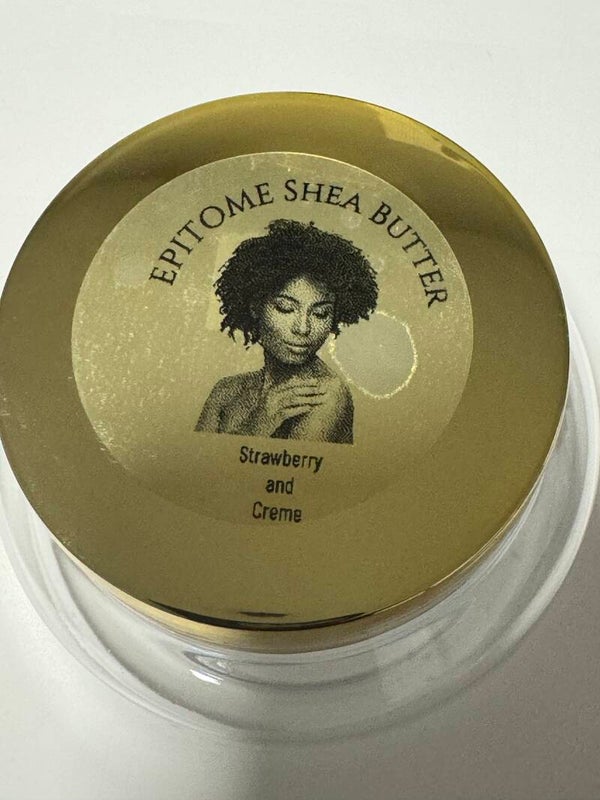 EPITOME SHEA BUTTER
Strawberry
and
Creme